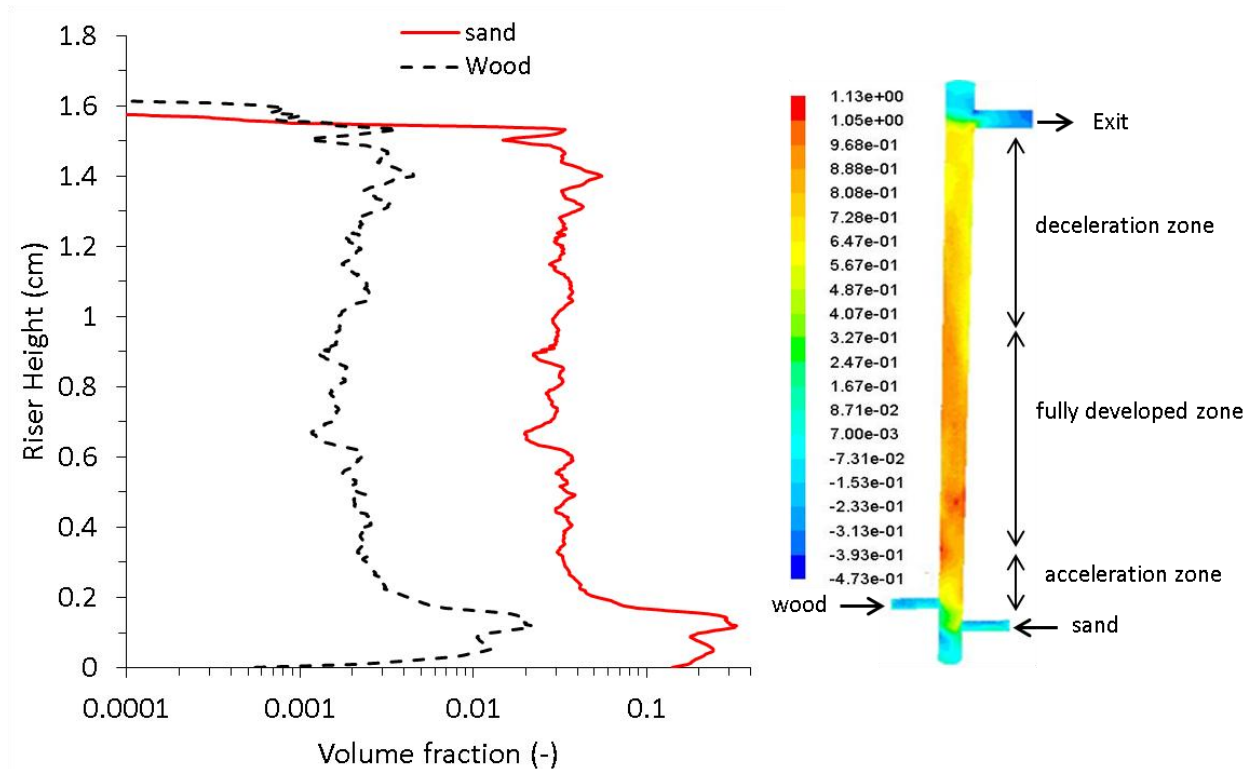 sand
Wood
1.8
1.6
1.4
1.2
1
0.8
0.6
0.4
0.2
0
Riser Height (cm)
0.0001
0.001
0.01
0.1
Volume fraction (-)
1.13e+00
1.05e+00
9.68e-01
8.88e-01
8.08e-01
7.28e-01
6.47e-01
5.67e-01
4.87e-01
4.07e-01
3.27e-01
2.47e-01
1.67e-01
8.71e-02
7.00e-03
-7.31e-02
-1.53e-01
-2.33e-01
-3.13e-01
-3.93e-01
-4.73e-01
Exit
deceleration zone
fully developed zone
acceleration zone
wood
sand